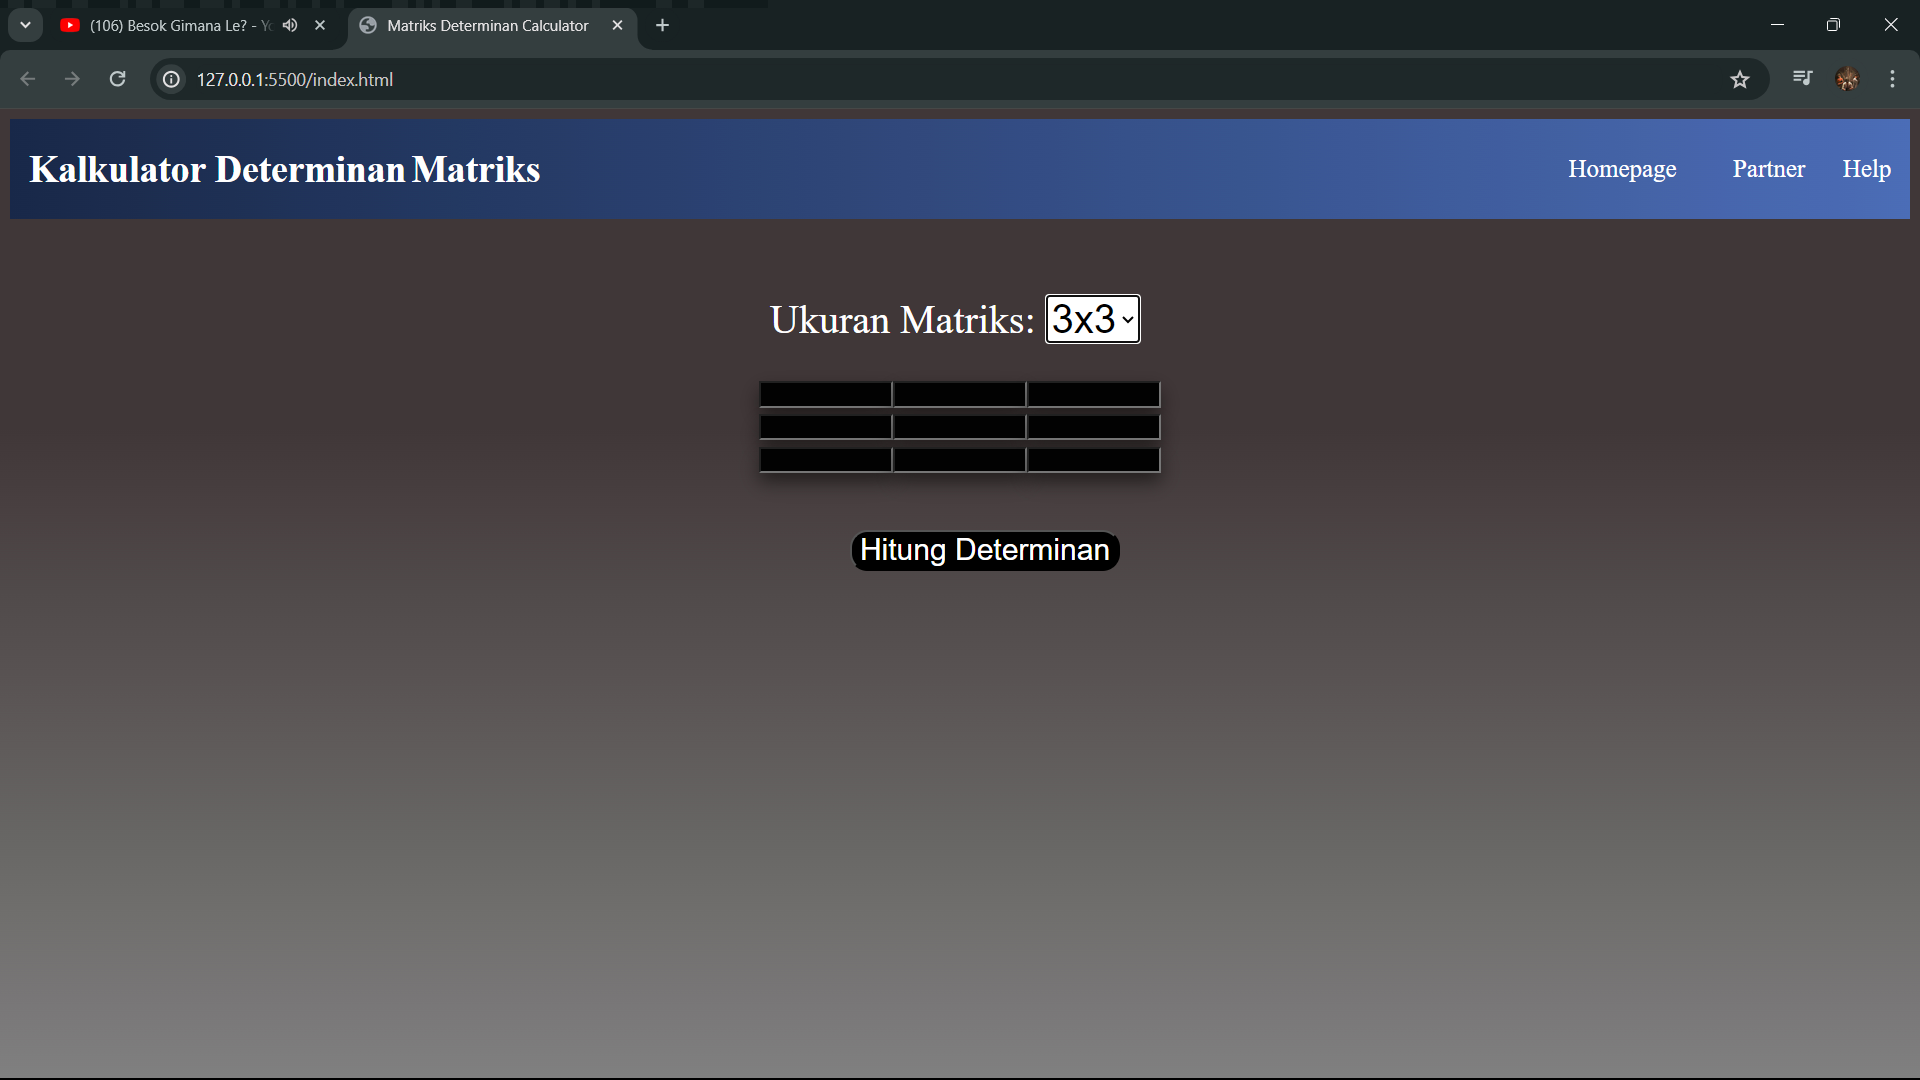 (106) Besok Gimana Le? - Yo
Matriks Determinan Calculator
127.0.0.1:5500/index.html
Kalkulator Determinan Matriks
Homepage Partner Help
Ukuran Matriks: 3x3
Hitung Determinan